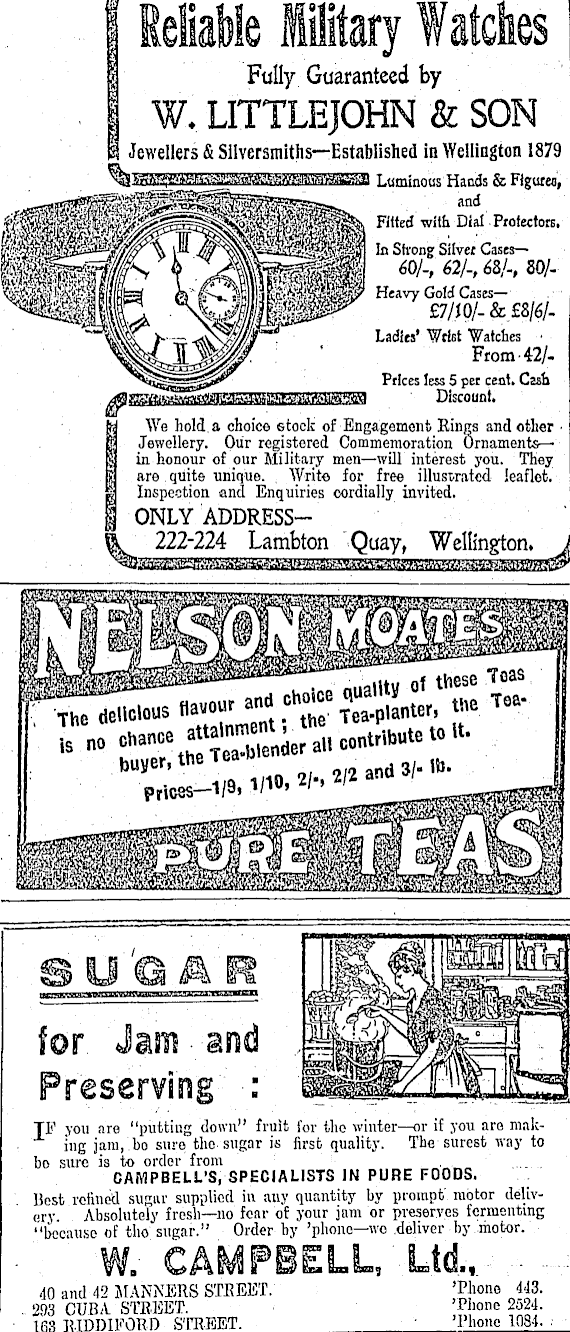 Reliable Military Watches
Fully Guaranteed by
W. LITTLEJOHN & SON
Jewellers & Silversmiths—Established in Wellington 1879
Luminous Hands & Figures,
and
Fitted with Dial Protectors.
In Strong Silver Cases—
60/-, 62/-, 68/-, 80/-
Heavy Gold Cases—
£7/10/- & £8/6/-
Ladies' Wrist Watches
From 42/-
Prices less 5 per cent. Cash
Discount.
We hold a choice stock of Engagement Rings and other
Jewellery. Our registered Commemoration Ornaments—
in honour of our Military men—will interest you. They
are quite unique. Write for free illustrated leaflet.
Inspection and Enquiries cordially invited.
ONLY ADDRESS—
222-224 Lambton Quay, Wellington.
NELSON MOATES
The delicious flavour and choice quality of these Teas
is no chance attainment; the Tea-planter, the Tea-
buyer, the Tea-blender all contribute to it.
Prices—1/9, 1/10, 2/-, 2/2 and 3/- lb.
PURE TEAS
SUGAR
for Jam and
Preserving :
IF you are "putting down" fruit for the winter—or if you are mak-
ing jam, be sure the sugar is first quality. The surest way to
be sure is to order from
CAMPBELL'S, SPECIALISTS IN PURE FOODS.
Best refined sugar supplied in any quantity by prompt motor deliv-
ery. Absolutely fresh—no fear of your jam or preserves fermenting
"because of the sugar." Order by 'phone—we deliver by motor.
W. CAMPBELL, Ltd.,
40 and 42 MANNERS STREET. 'Phone 443.
293 CUBA STREET. 'Phone 2524.
163 RIDDIFORD STREET. 'Phone 1084.